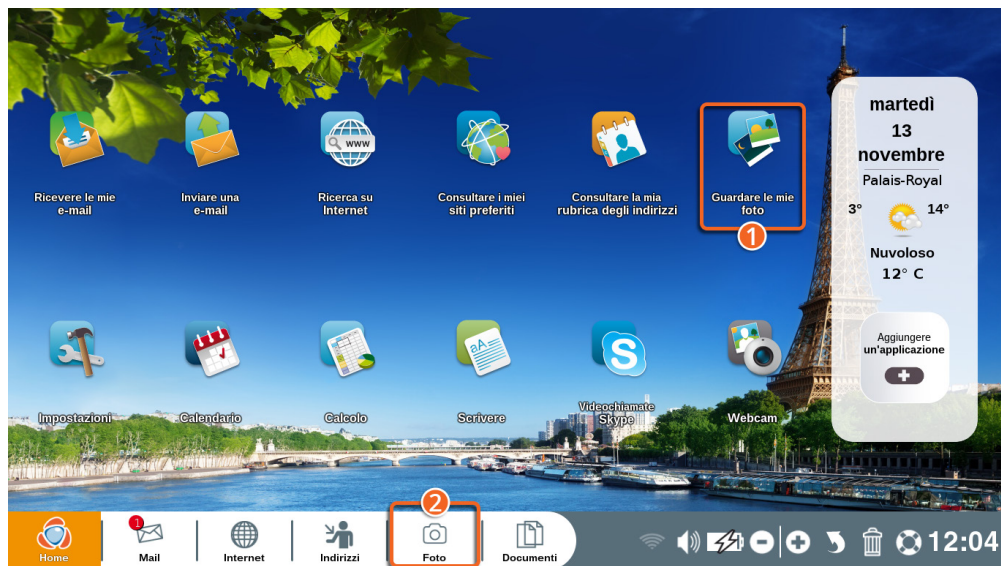 Ricevere le mie
e-mail
Inviare una
e-mail
www
Ricerca su
Internet
Consultare i miei
siti preferiti
Consultare la mia
rubrica degli indirizzi
Guardare le mie
foto
1
martedì
13
novembre
Palais-Royal
3° 14°
Nuvoloso
12° C
Impostazioni
Calendario
Calcolo
aA
Scrivere
S
Videochiamate
Skype
Webcam
Aggiungere
un'applicazione
2
Home
1
Mail
Internet
Indirizzi
Foto
Documenti
12:04